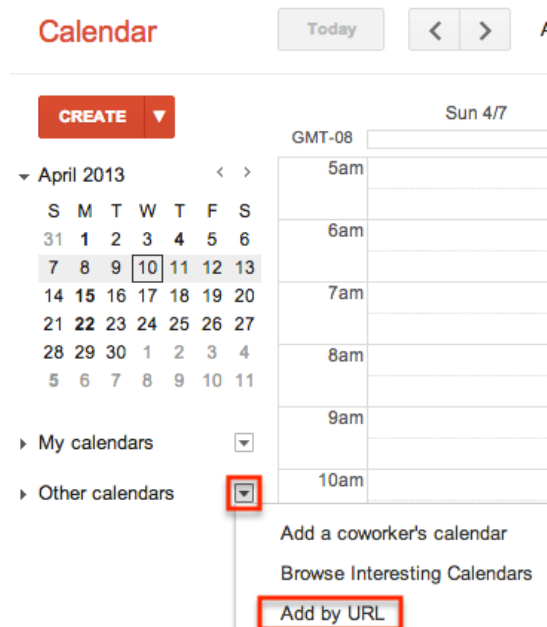 Calendar
Today
A
CREATE
Sun 4/7
GMT-08
April 2013
S M T W T F S
31 1 2 3 4 5 6
7 8 9 10 11 12 13
14 15 16 17 18 19 20
21 22 23 24 25 26 27
28 29 30 1 2 3 4
5 6 7 8 9 10 11
5am
6am
7am
8am
9am
10am
My calendars
Other calendars
Add a coworker's calendar
Browse Interesting Calendars
Add by URL